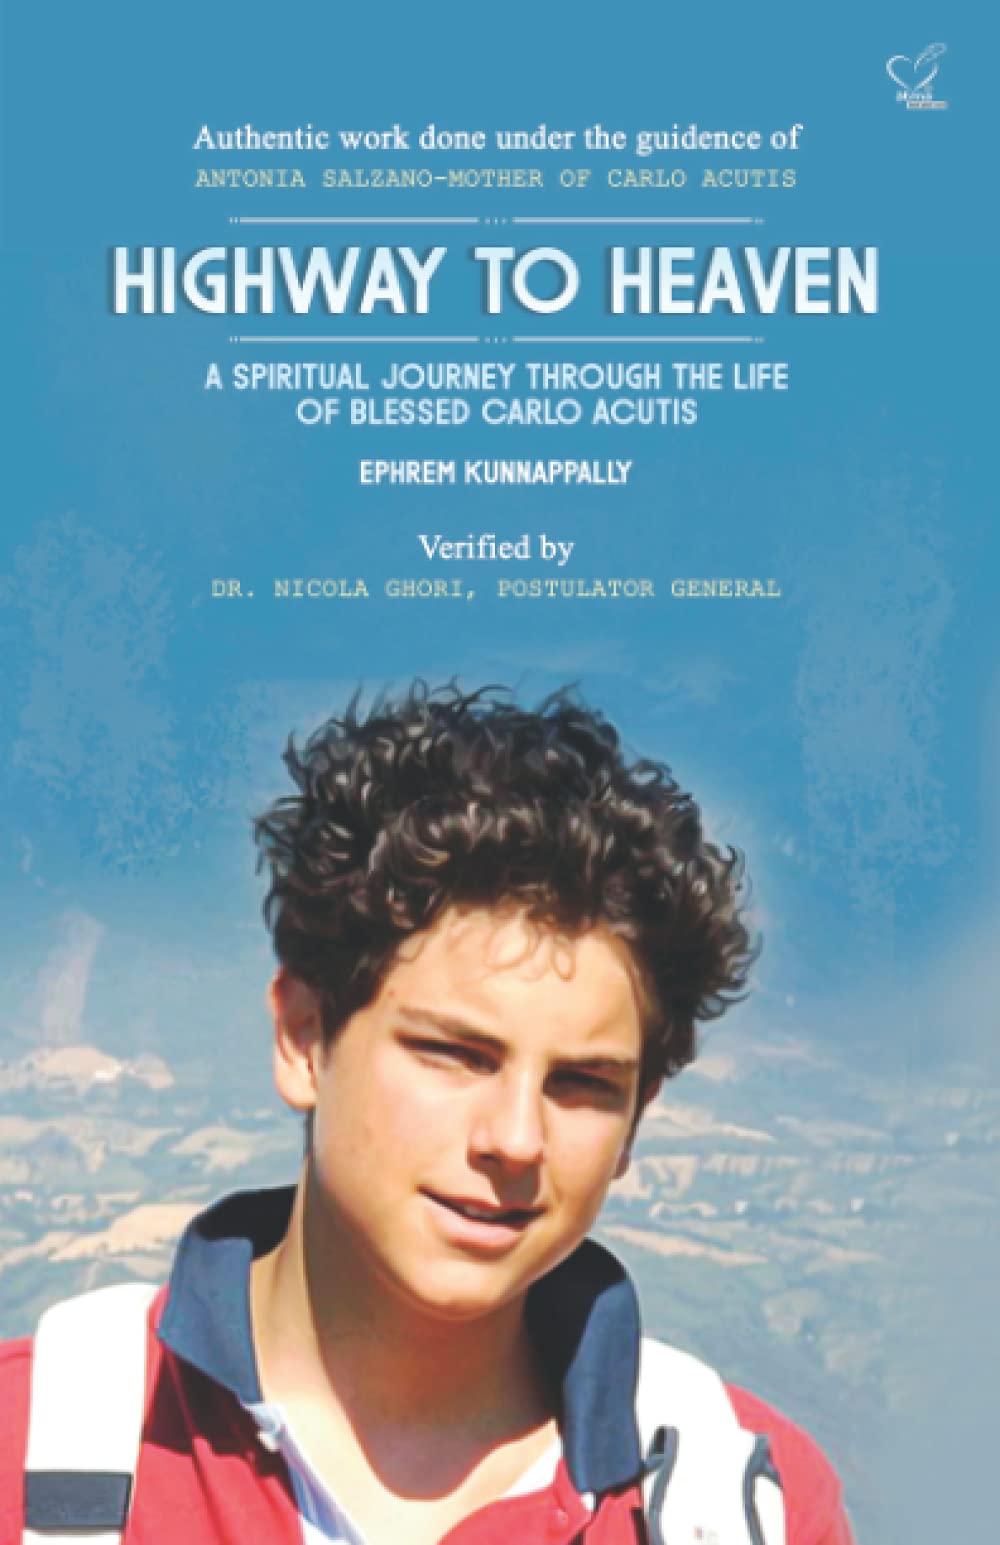 Authentic work done under the guidence of
ANTONIA SALZANO-MOTHER OF CARLO ACUTIS
HIGHWAY TO HEAVEN
A SPIRITUAL JOURNEY THROUGH THE LIFE
OF BLESSED CARLO ACUTIS
EPHREM KUNNAPPALLY
Verified by
DR. NICOLA GHORI, POSTULATOR GENERAL